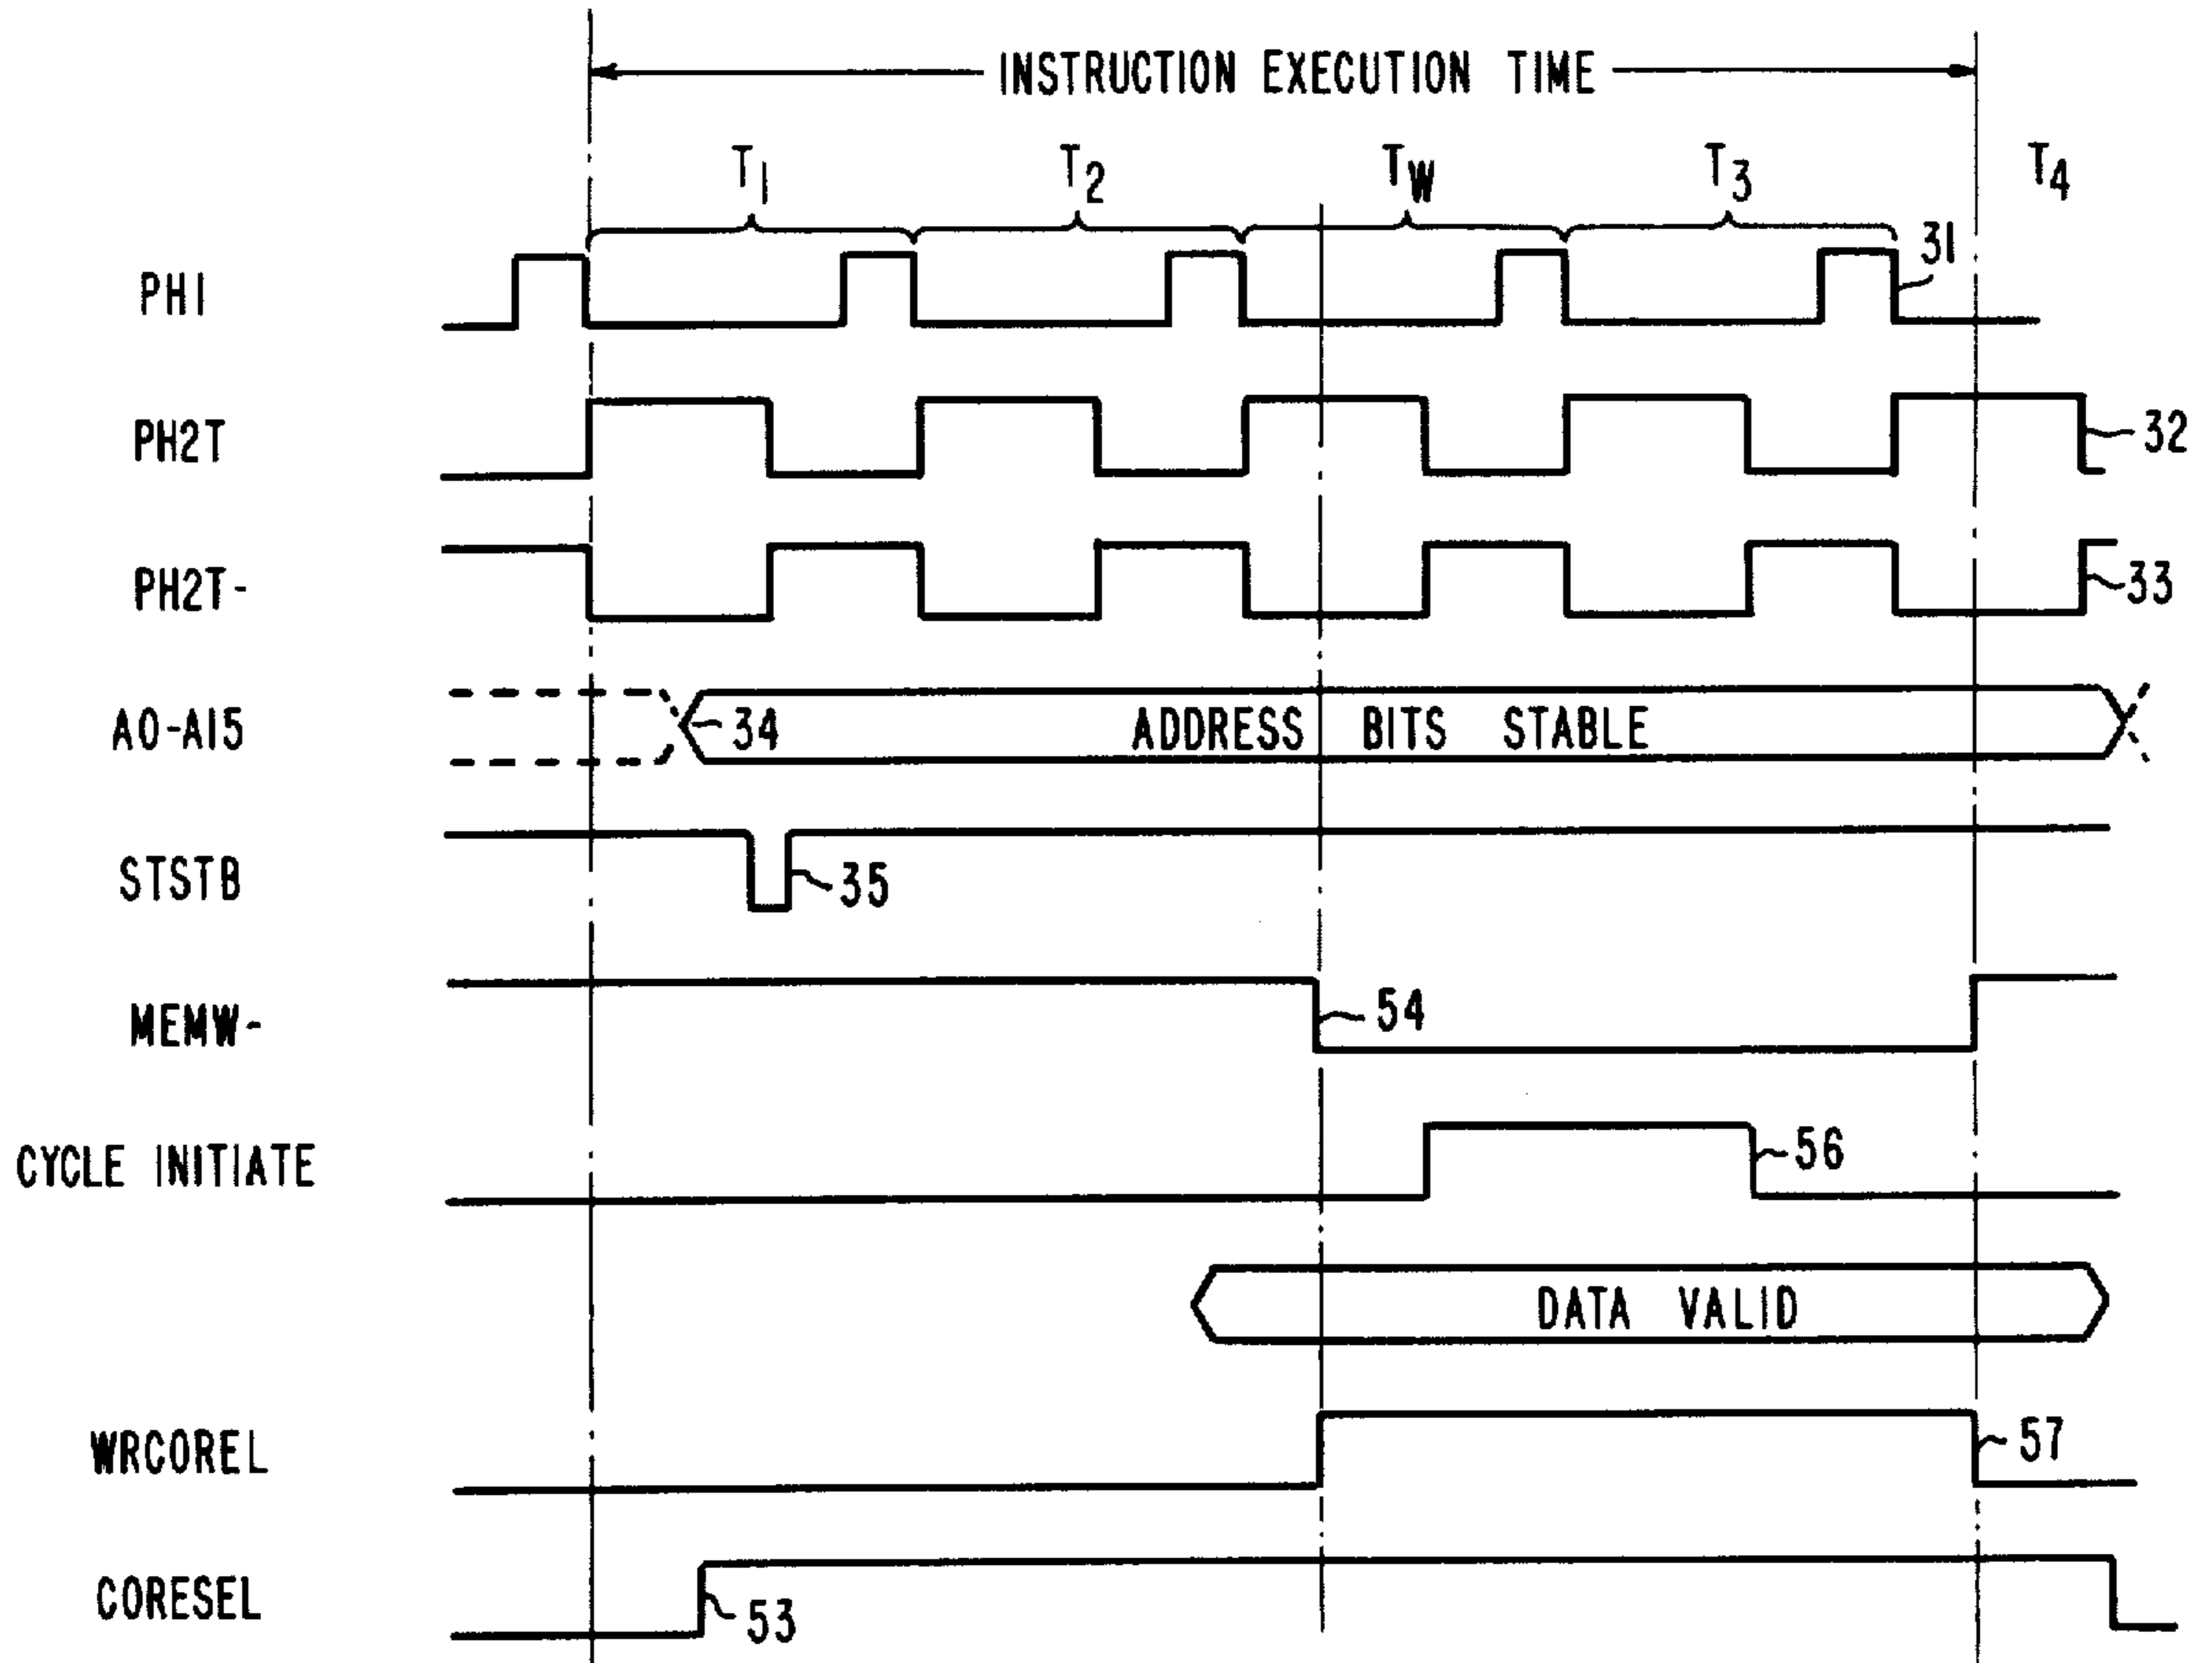 INSTRUCTION EXECUTION TIME
T1 T2 TW T3 T4
PH1 31
PH2T 32
PH2T- 33
A0-A15 34 ADDRESS BITS STABLE
STSTB 35
MEMW- 54
CYCLE INITIATE 56
DATA VALID
WRCOREL 57
CORESEL 53